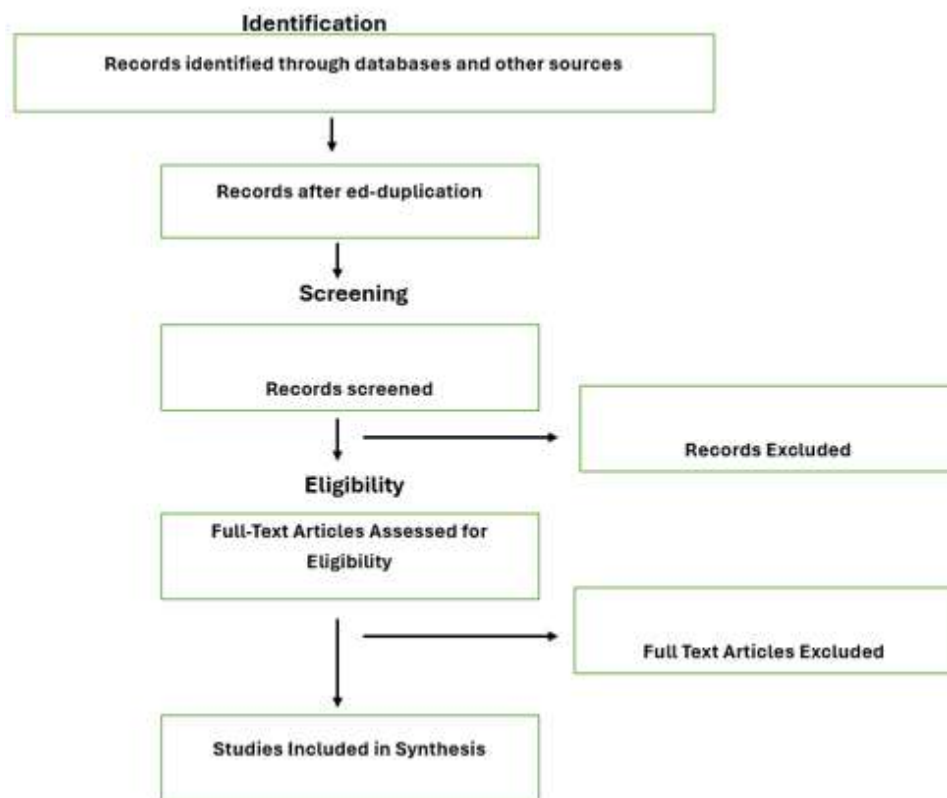 Identification
Records identified through databases and other sources
Records after ed-duplication
Screening
Records screened
Records Excluded
Eligibility
Full-Text Articles Assessed for
Eligibility
Full Text Articles Excluded
Studies Included in Synthesis